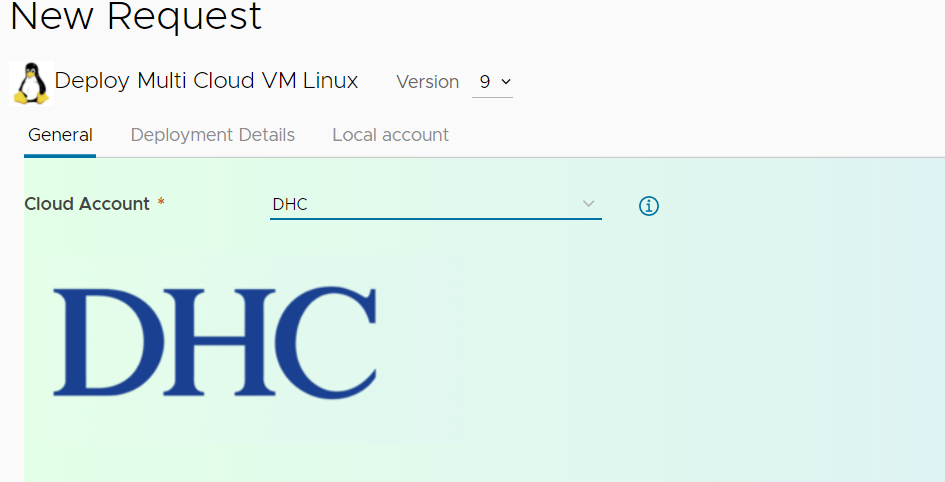 New Request
Deploy Multi Cloud VM Linux Version 9
General Deployment Details Local account
Cloud Account * DHC
DHC